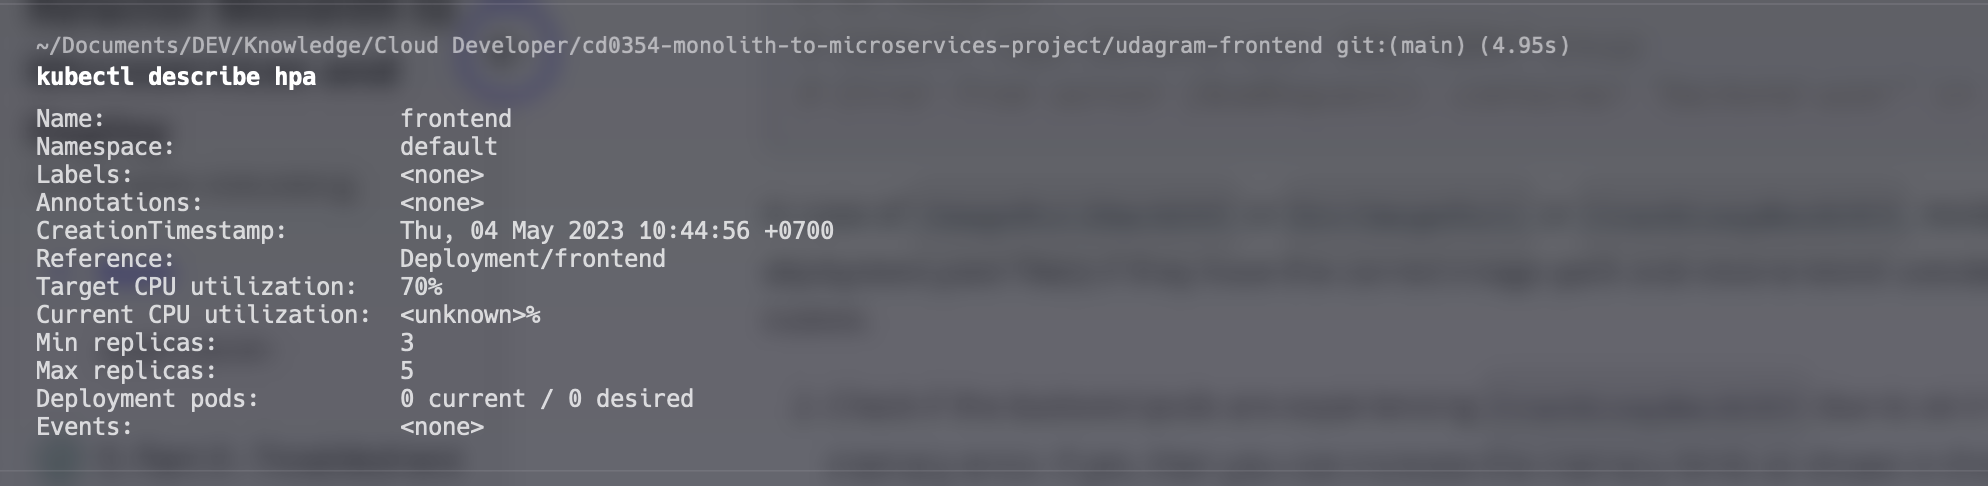 ~/Documents/DEV/Knowledge/Cloud Developer/cd0354-monolith-to-microservices-project/udagram-frontend git:(main) (4.95s)
kubectl describe hpa
Name: frontend
Namespace: default
Labels: <none>
Annotations: <none>
CreationTimestamp: Thu, 04 May 2023 10:44:56 +0700
Reference: Deployment/frontend
Target CPU utilization: 70%
Current CPU utilization: <unknown>%
Min replicas: 3
Max replicas: 5
Deployment pods: 0 current / 0 desired
Events: <none>